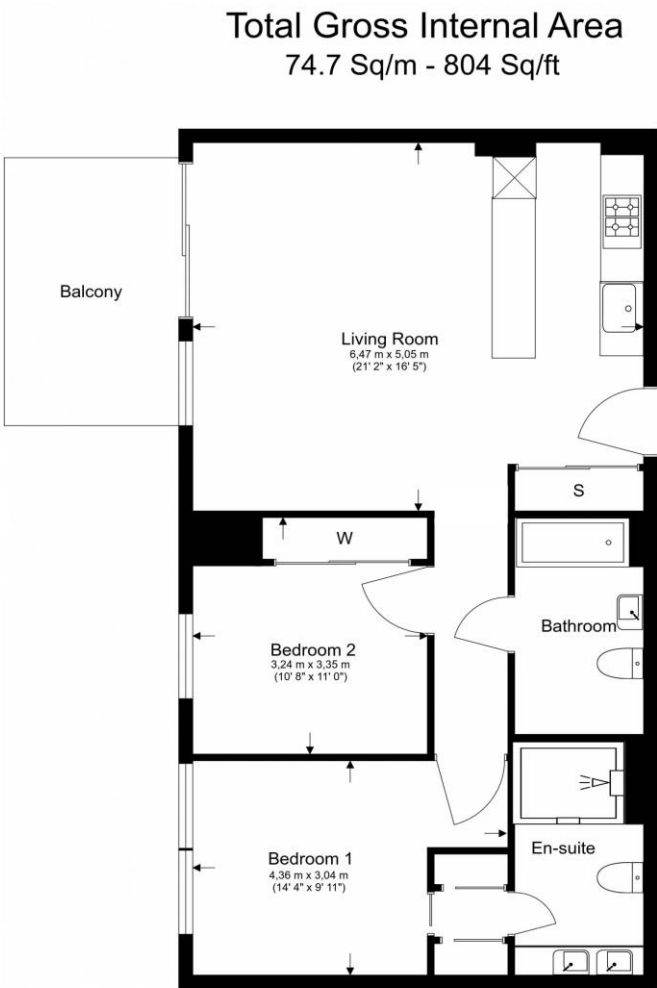 Total Gross Internal Area
74.7 Sq/m - 804 Sq/ft
Balcony
Living Room
6,47 m x 5,05 m
(21' 2" x 16' 5")
S
W
Bathroom
Bedroom 2
3,24 m x 3,35 m
(10' 8" x 11' 0")
En-suite
Bedroom 1
4,36 m x 3,04 m
(14' 4" x 9' 11")